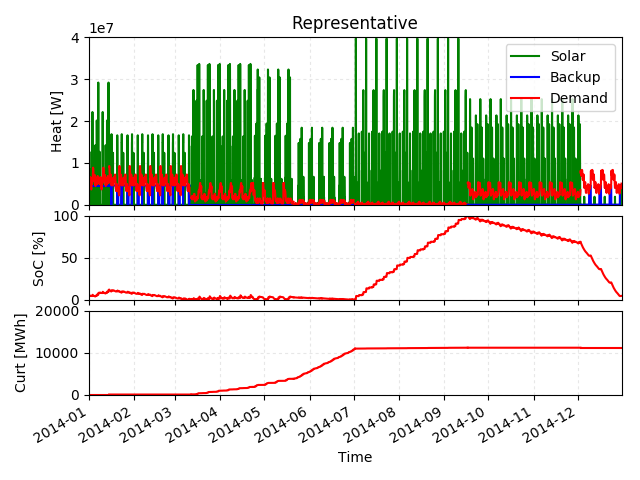 Representative
1e7
4
3
2
1
0
Heat [W]
Solar
Backup
Demand
100
50
0
SoC [%]
20000
10000
0
Curt [MWh]
2014-01
2014-02
2014-03
2014-04
2014-05
2014-06
2014-07
2014-08
2014-09
2014-10
2014-11
2014-12
Time